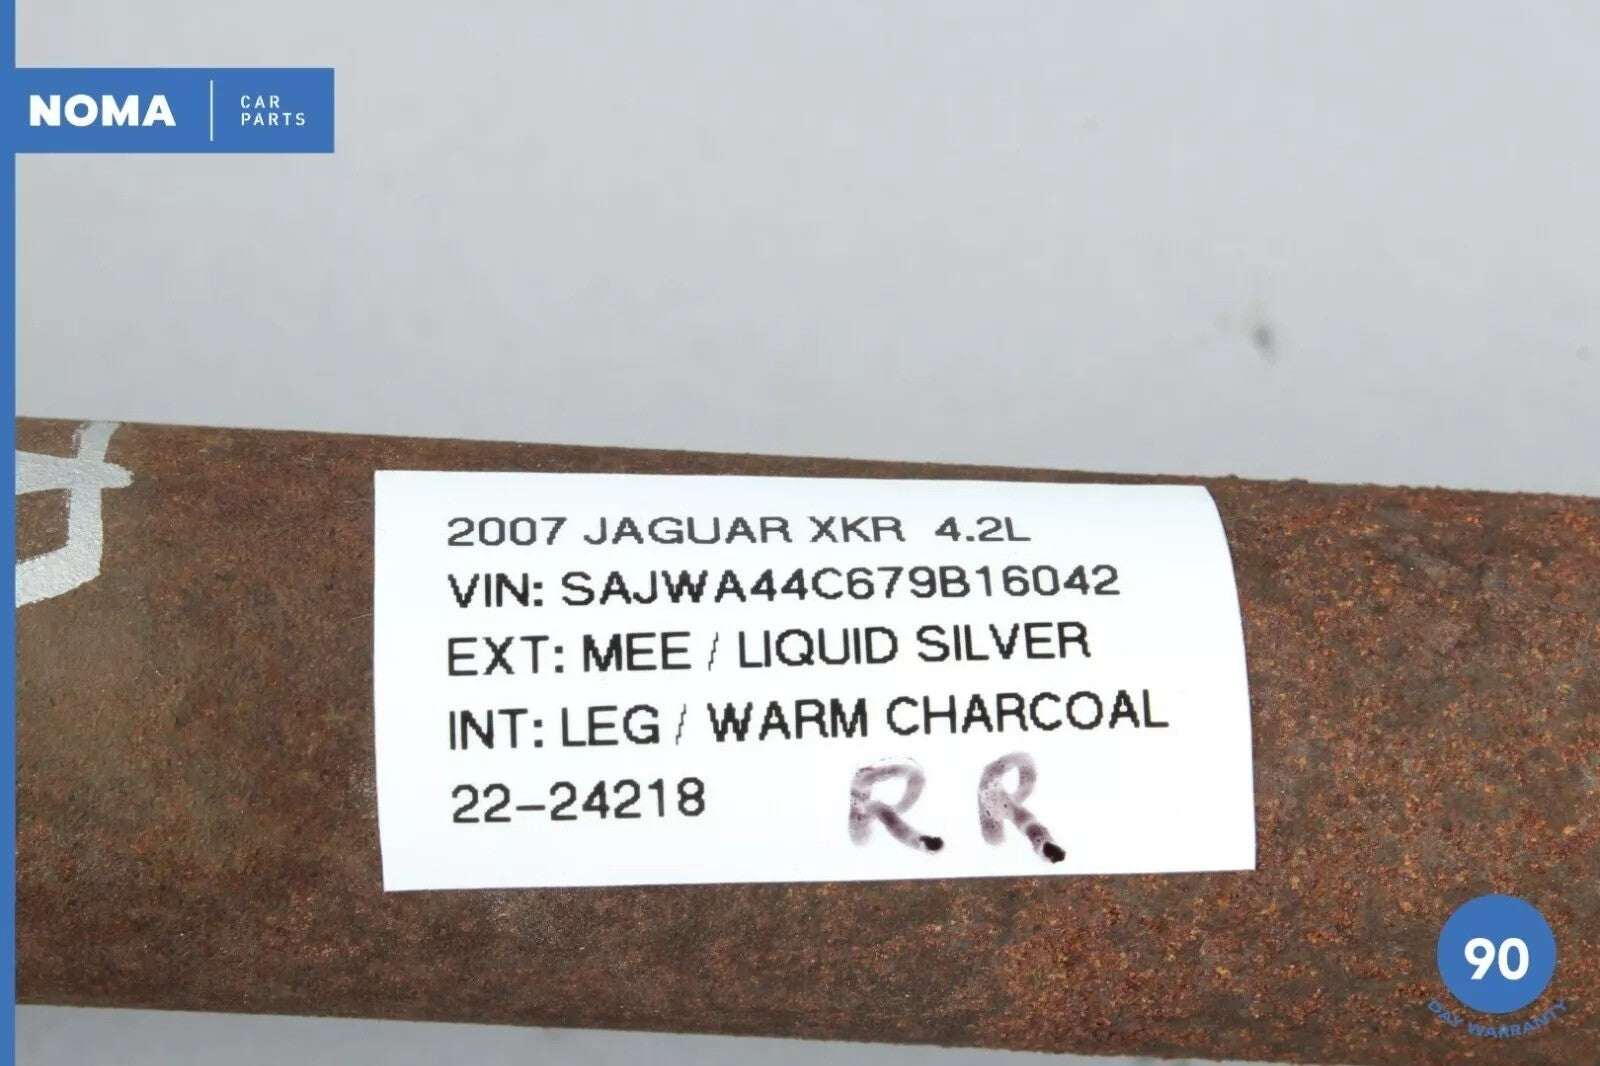 NOMA
CAR
PARTS
2007 JAGUAR XKR 4.2L
VIN: SAJWA44C679B16042
EXT: MEE / LIQUID SILVER
INT: LEG / WARM CHARCOAL
22-24218
RR
90
DAY WARRANTY